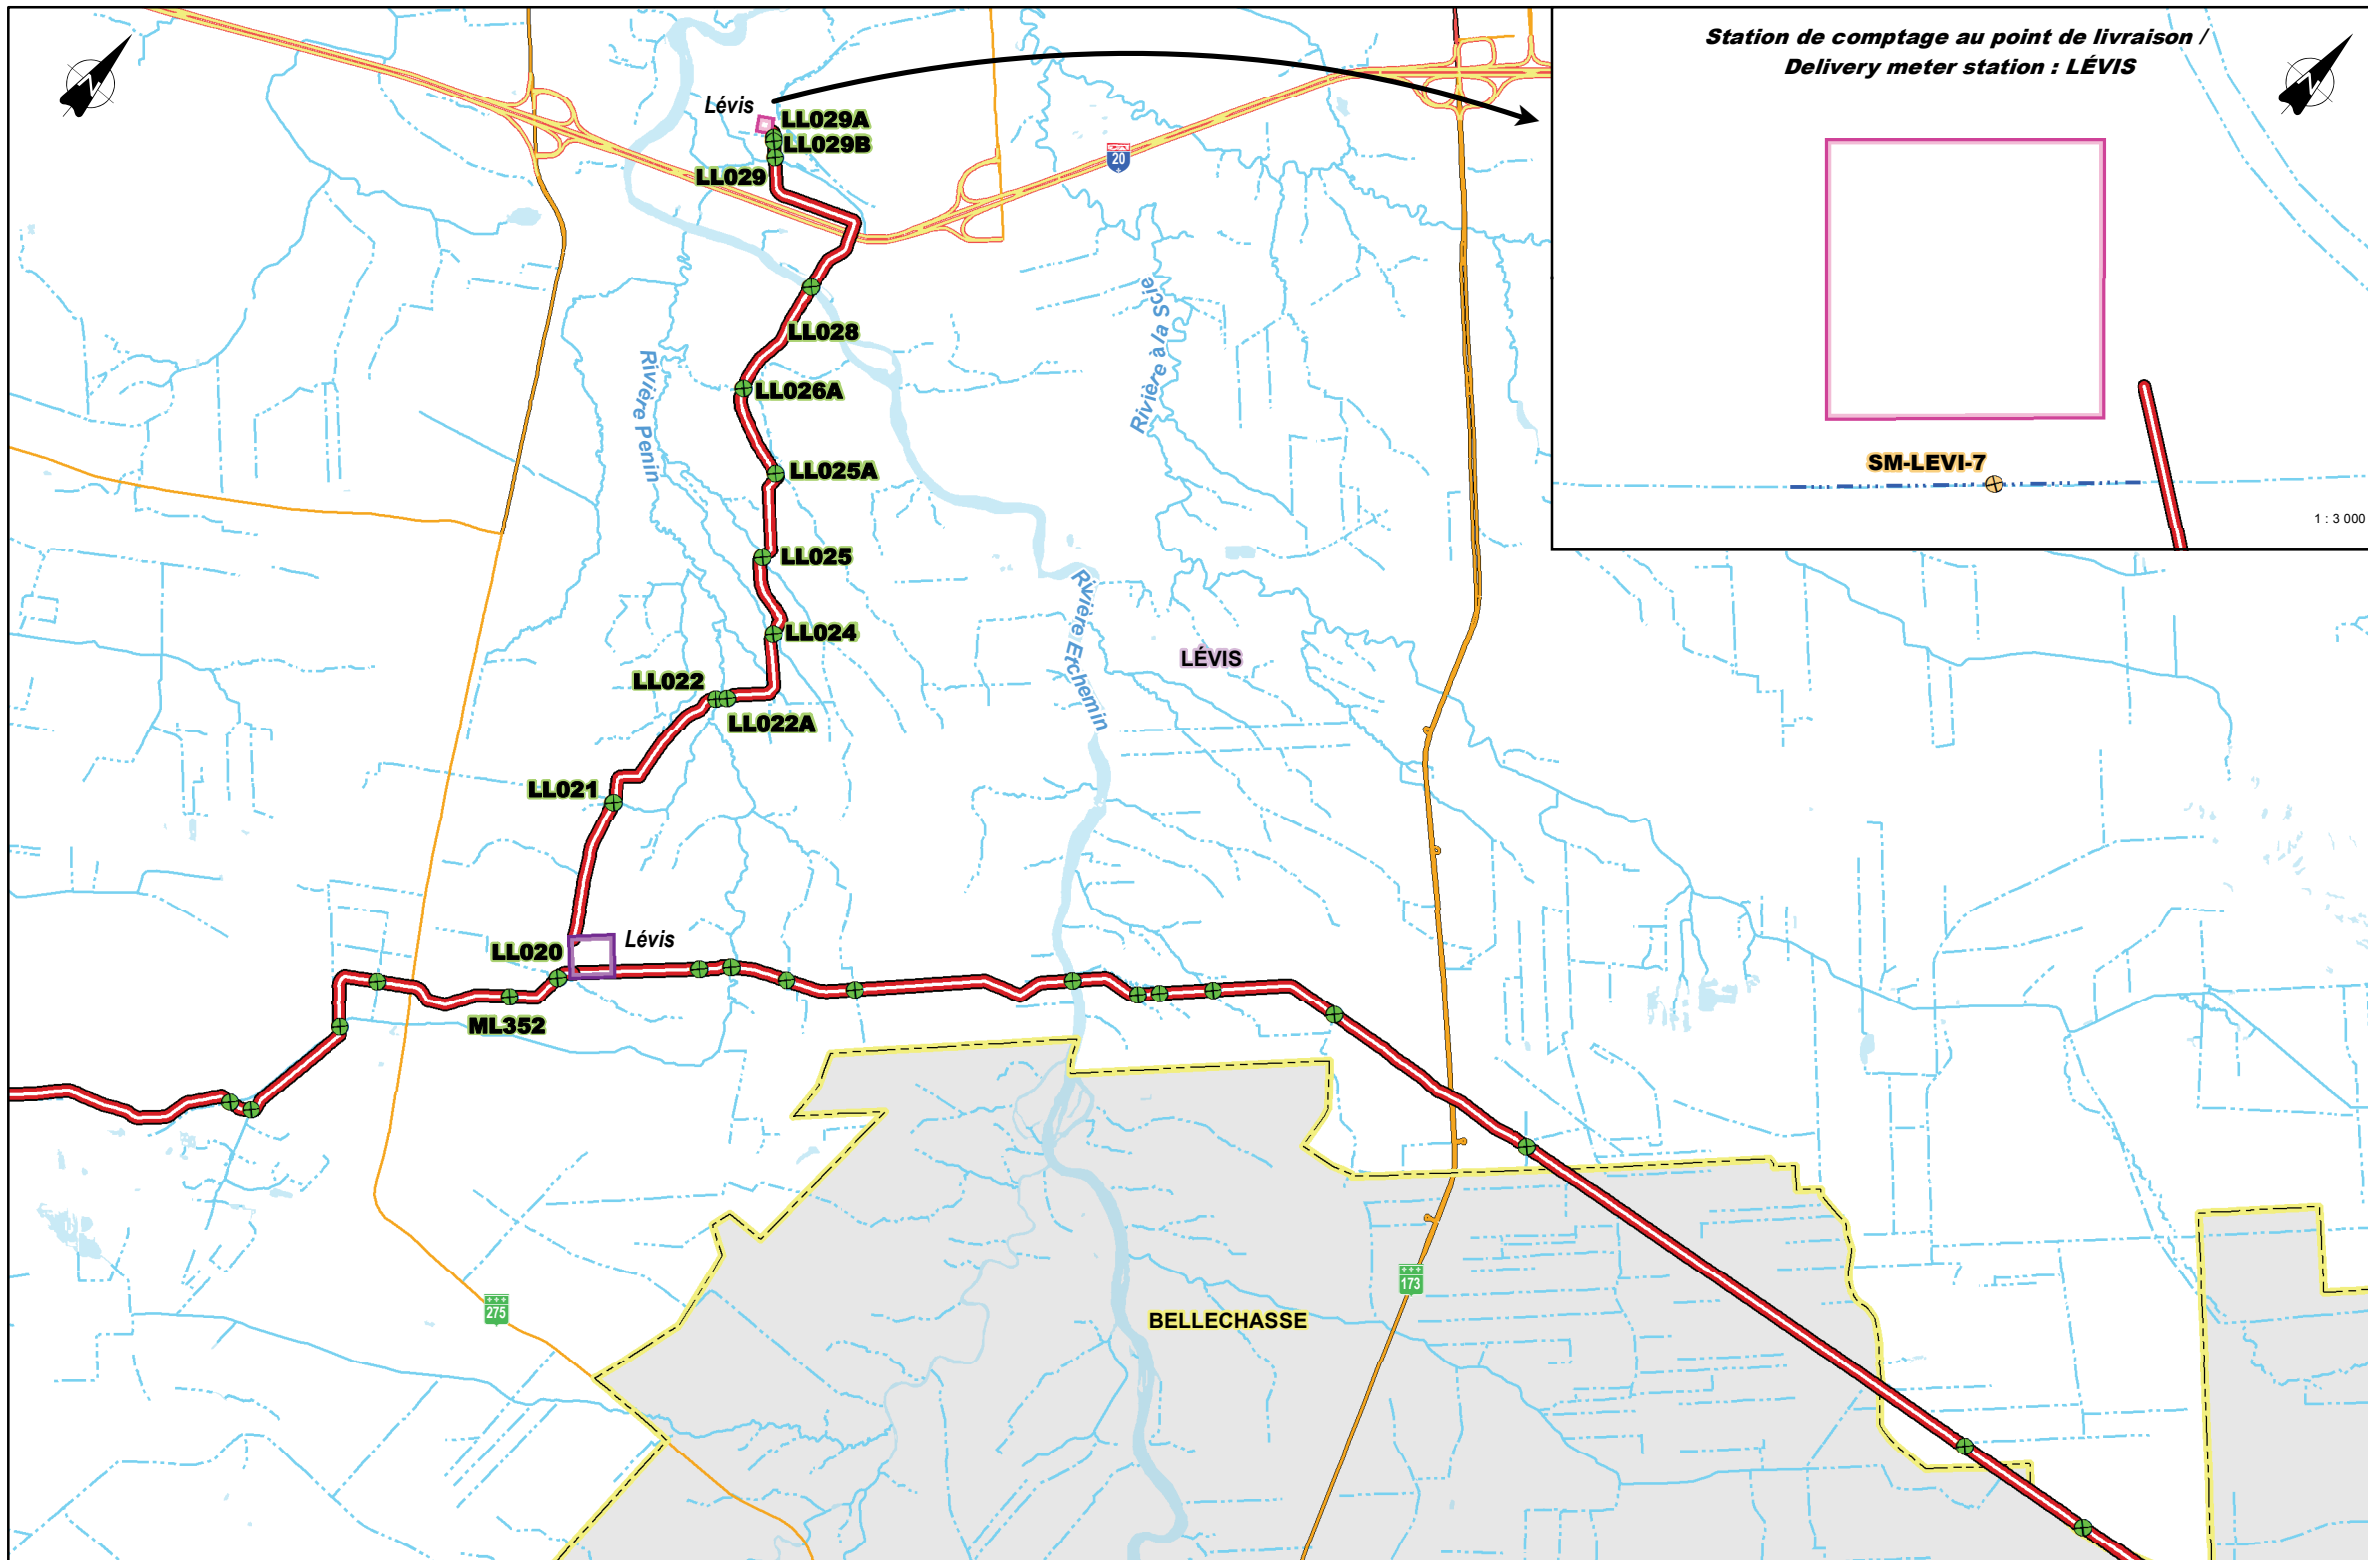 Station de comptage au point de livraison /
Delivery meter station : LÉVIS
N
N
Lévis
LL029A
LL029B
LL029
20
LL028
Rivière à la Scie
Rivière Penin
LL026A
LL025A
SM-LEVI-7
1 : 3 000
LL025
Rivière Etchemin
LL024
LÉVIS
LL022
LL022A
LL021
Lévis
LL020
ML352
173
275
BELLECHASSE